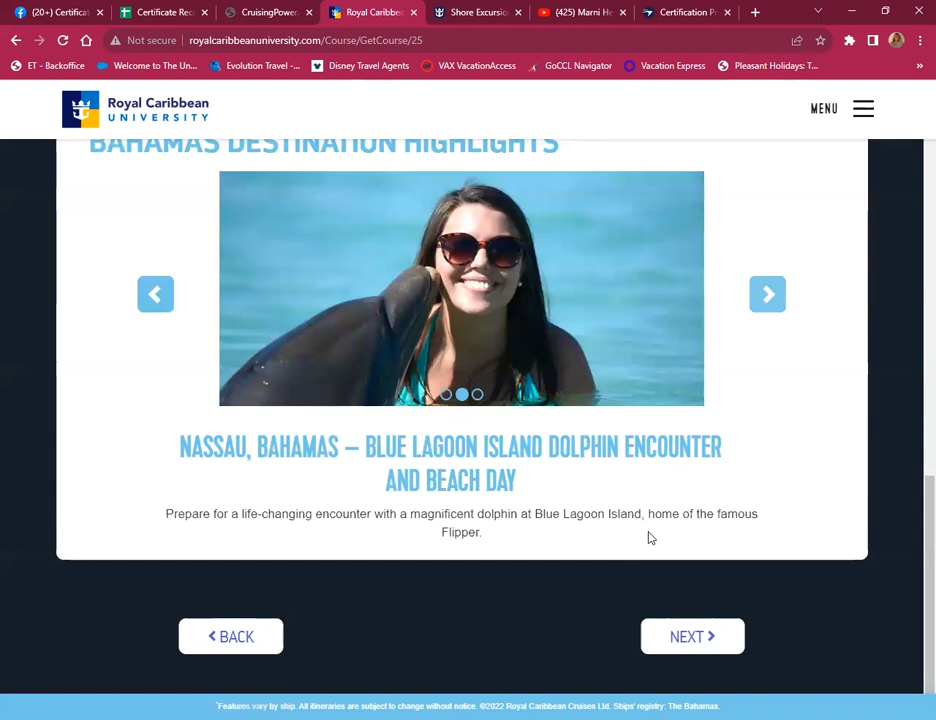 (20+) Certificat
Certificate Rec
CruisingPower
Royal Caribbe
Shore Excursio
(425) Marni He
Certification Pr
Not secure royalcaribbeanuniversity.com/Course/GetCourse/25
ET - Backoffice
Welcome to The Un...
Evolution Travel -...
Disney Travel Agents
VAX VacationAccess
GoCCL Navigator
Vacation Express
Pleasant Holidays: T...
»
Royal Caribbean
UNIVERSITY
MENU
BAHAMAS DESTINATION HIGHLIGHTS
NASSAU, BAHAMAS – BLUE LAGOON ISLAND DOLPHIN ENCOUNTER
AND BEACH DAY
Prepare for a life-changing encounter with a magnificent dolphin at Blue Lagoon Island, home of the famous
Flipper.
BACK
NEXT
*Features vary by ship. All itineraries are subject to change without notice. ©2022 Royal Caribbean Cruises Ltd. Ships' registry: The Bahamas.